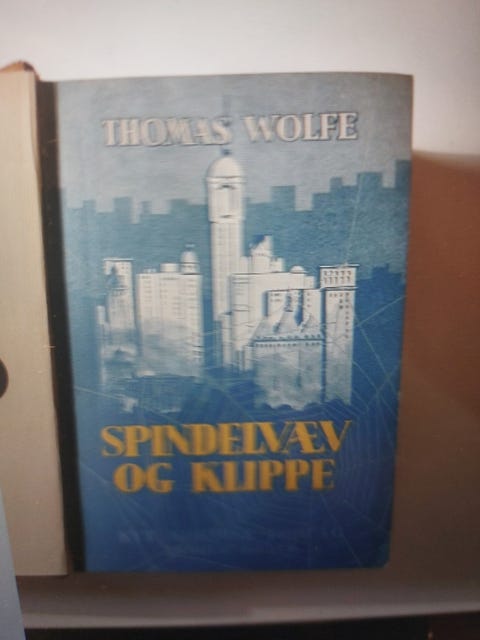 THOMAS WOLFE
SPINDELVÆV
OG KLIPPE